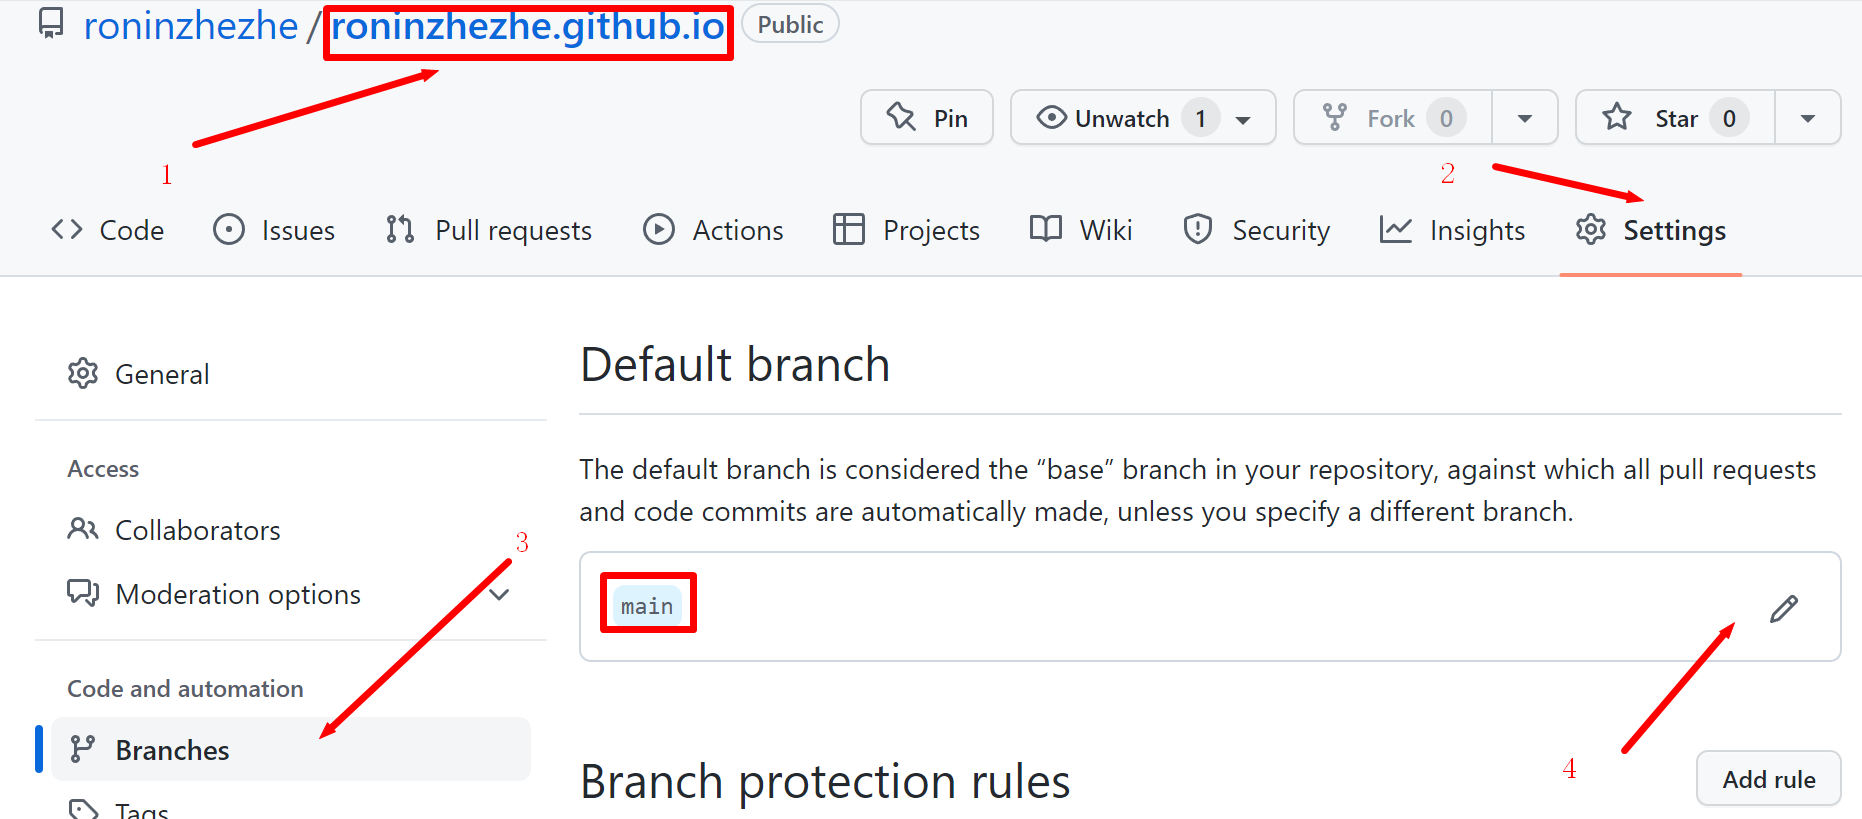 roninzhezhe / roninzhezhe.github.io Public
1
Pin Unwatch 1 Fork 0 Star 0
2
Code Issues Pull requests Actions Projects Wiki Security Insights Settings
General
Access
Collaborators
Moderation options
3
Code and automation
Branches
Tags
Default branch
The default branch is considered the “base” branch in your repository, against which all pull requests
and code commits are automatically made, unless you specify a different branch.
main
4
Branch protection rules
Add rule